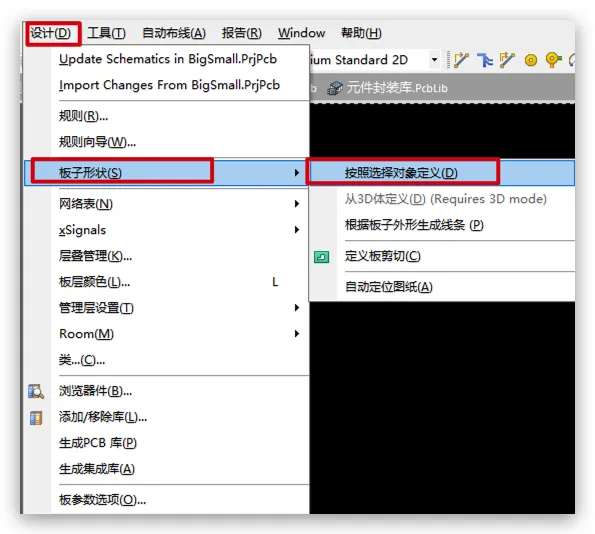 设计(D) 工具(T) 自动布线(A) 报告(R) Window 帮助(H)
Update Schematics in BigSmall.PrjPcb
ium Standard 2D
Import Changes From BigSmall.PrjPcb
b 元件封装库.PcbLib
规则(R)...
规则向导(W)...
板子形状(S)
按照选择对象定义(D)
从3D体定义(D) (Requires 3D mode)
根据板子外形生成线条 (P)
定义板剪切(C)
自动定位图纸(A)
网络表(N)
xSignals
层叠管理(K)...
板层颜色(L)... L
管理层设置(T)
Room(M)
类...(C)...
浏览器件(B)...
添加/移除库(L)...
生成PCB 库(P)
生成集成库(A)
板参数选项(O)...